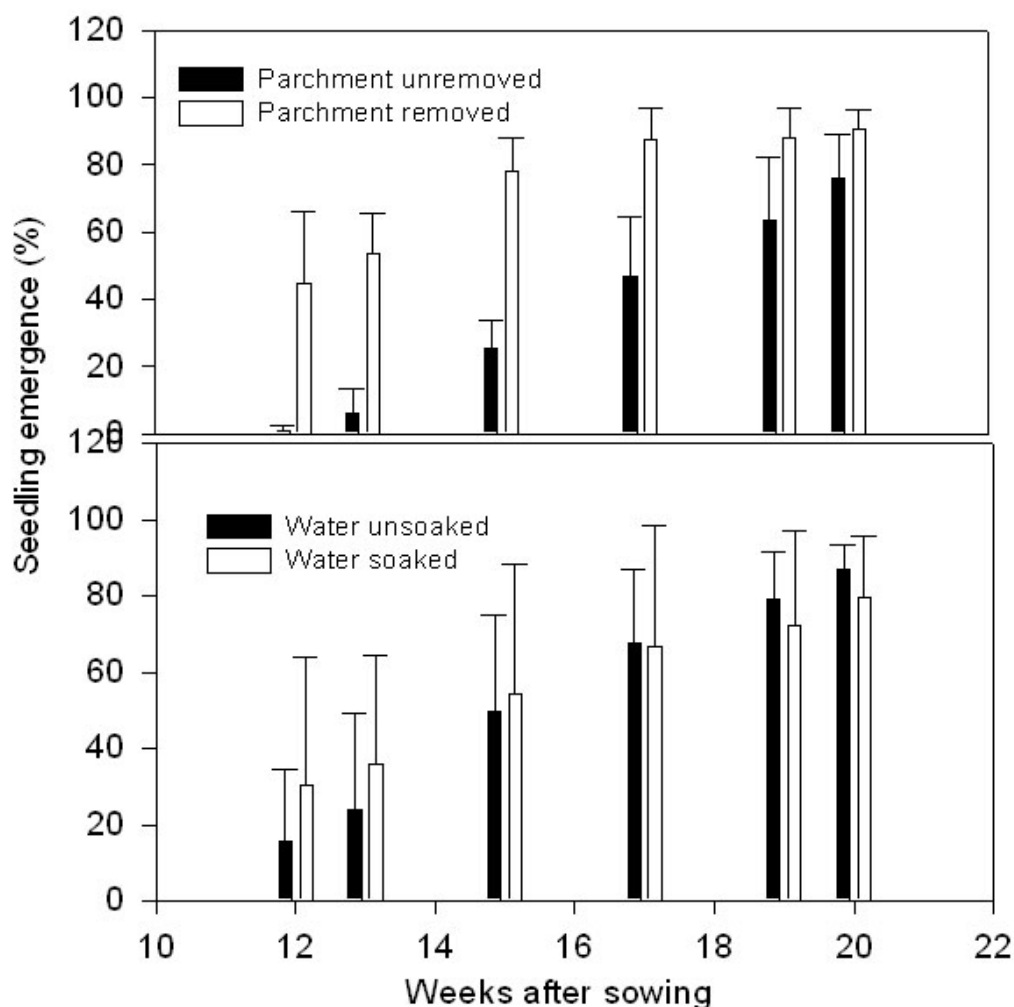 120
Parchment unremoved
100
Parchment removed
80
60
40
20
0
120
Water unsoaked
100
Water soaked
80
60
40
20
0
10 12 14 16 18 20 22
Weeks after sowing
Seedling emergence (%)